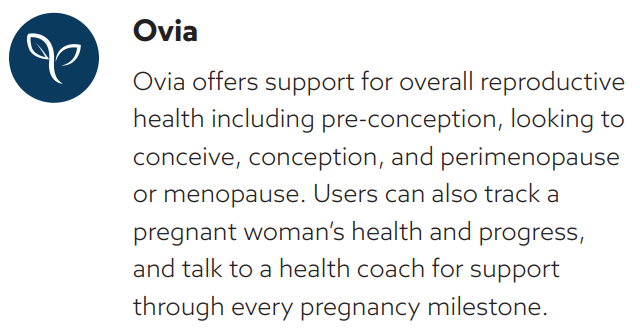 Ovia
Ovia offers support for overall reproductive
health including pre-conception, looking to
conceive, conception, and perimenopause
or menopause. Users can also track a
pregnant woman’s health and progress,
and talk to a health coach for support
through every pregnancy milestone.